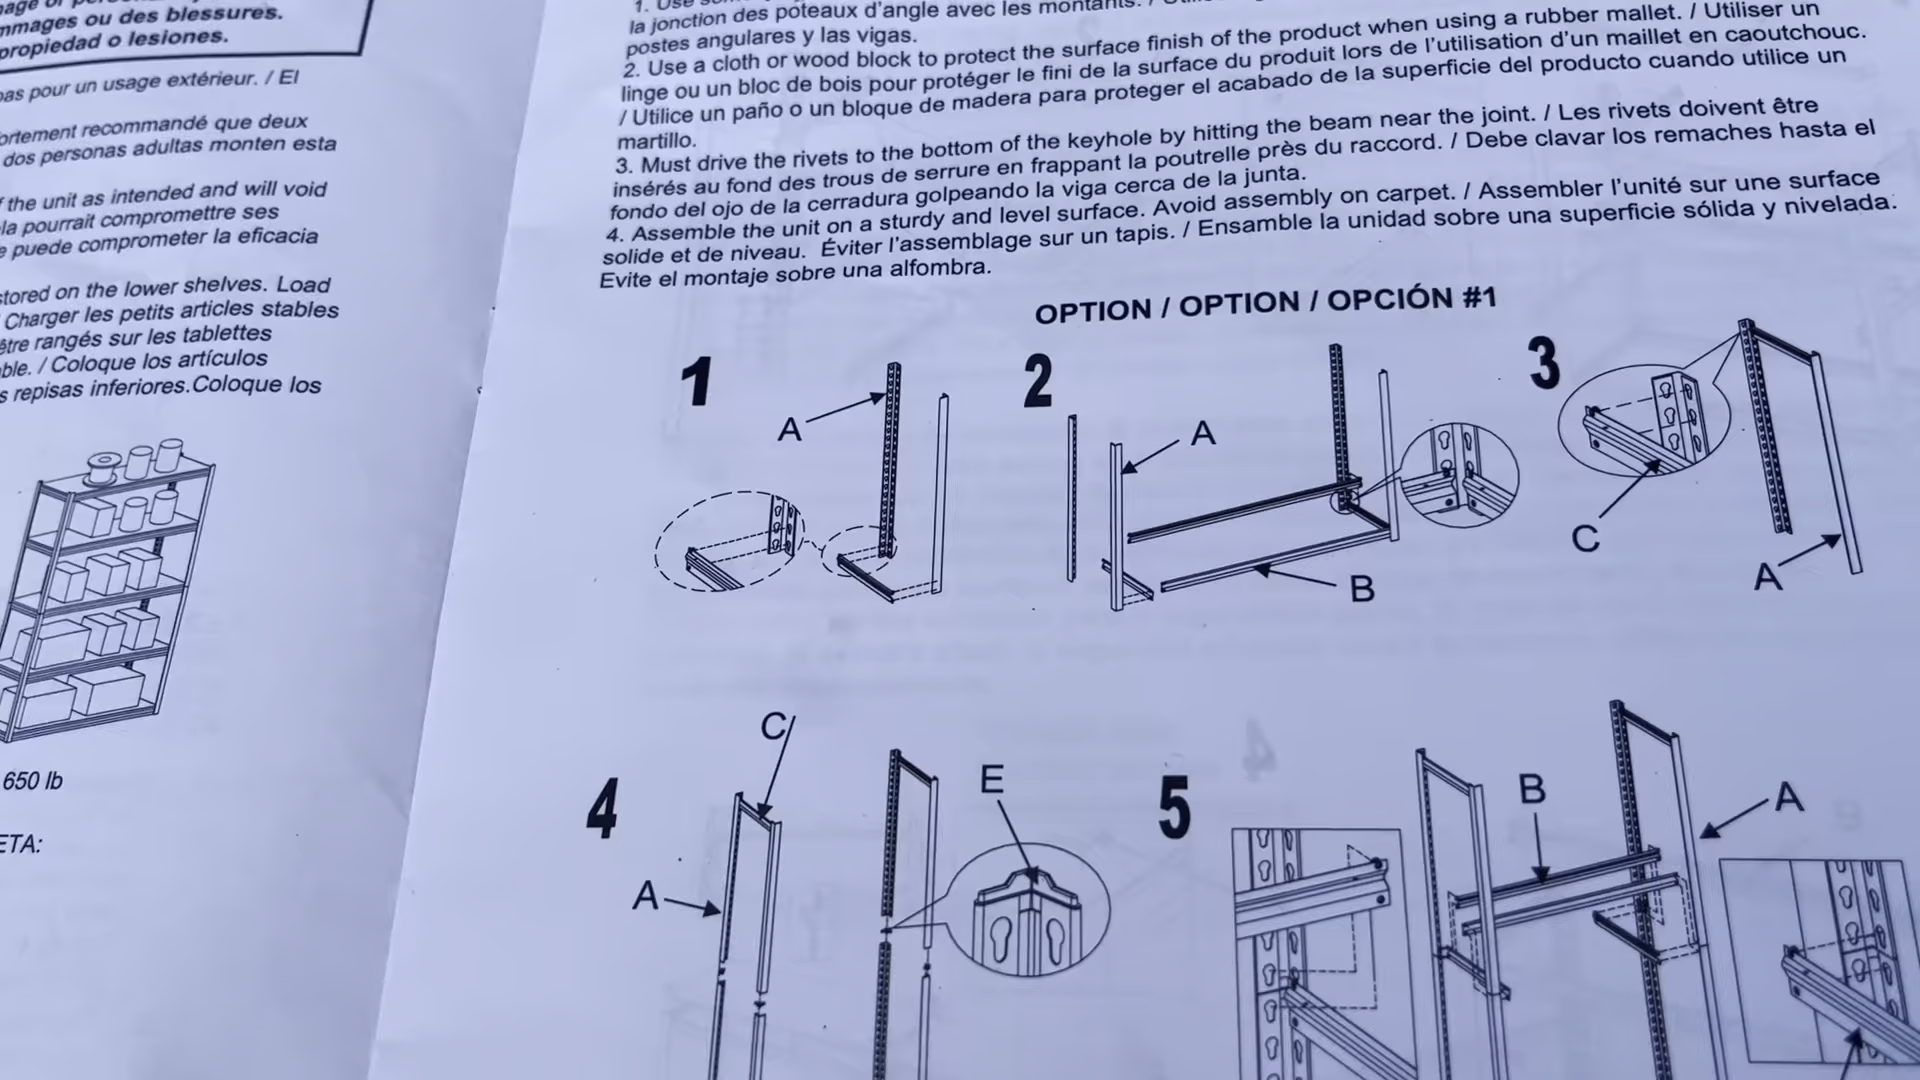 mmages ou des blessures.
propiedad o lesiones.
pas pour un usage extérieur. / El
ortement recommandé que deux
dos personas adultas monten esta
f the unit as intended and will void
la pourrait compromettre ses
e puede comprometer la eficacia
stored on the lower shelves. Load
Charger les petits articles stables
être rangés sur les tablettes
ble. / Coloque los artículos
s repisas inferiores.Coloque los
650 lb
ETA:
1. Use
la jonction des poteaux d'angle avec les montants. /
postes angulares y las vigas.
2. Use a cloth or wood block to protect the surface finish of the product when using a rubber mallet. / Utiliser un
linge ou un bloc de bois pour protéger le fini de la surface du produit lors de l'utilisation d'un maillet en caoutchouc.
/ Utilice un paño o un bloque de madera para proteger el acabado de la superficie del producto cuando utilice un
martillo.
3. Must drive the rivets to the bottom of the keyhole by hitting the beam near the joint. / Les rivets doivent être
insérés au fond des trous de serrure en frappant la poutrelle près du raccord. / Debe clavar los remaches hasta el
fondo del ojo de la cerradura golpeando la viga cerca de la junta.
4. Assemble the unit on a sturdy and level surface. Avoid assembly on carpet. / Assembler l'unité sur une surface
solide et de niveau. Éviter l'assemblage sur un tapis. / Ensamble la unidad sobre una superficie sólida y nivelada.
Evite el montaje sobre una alfombra.
OPTION / OPTION / OPCIÓN #1
1
A
2
A
B
3
C
A
4
C
A
E
5
B
A